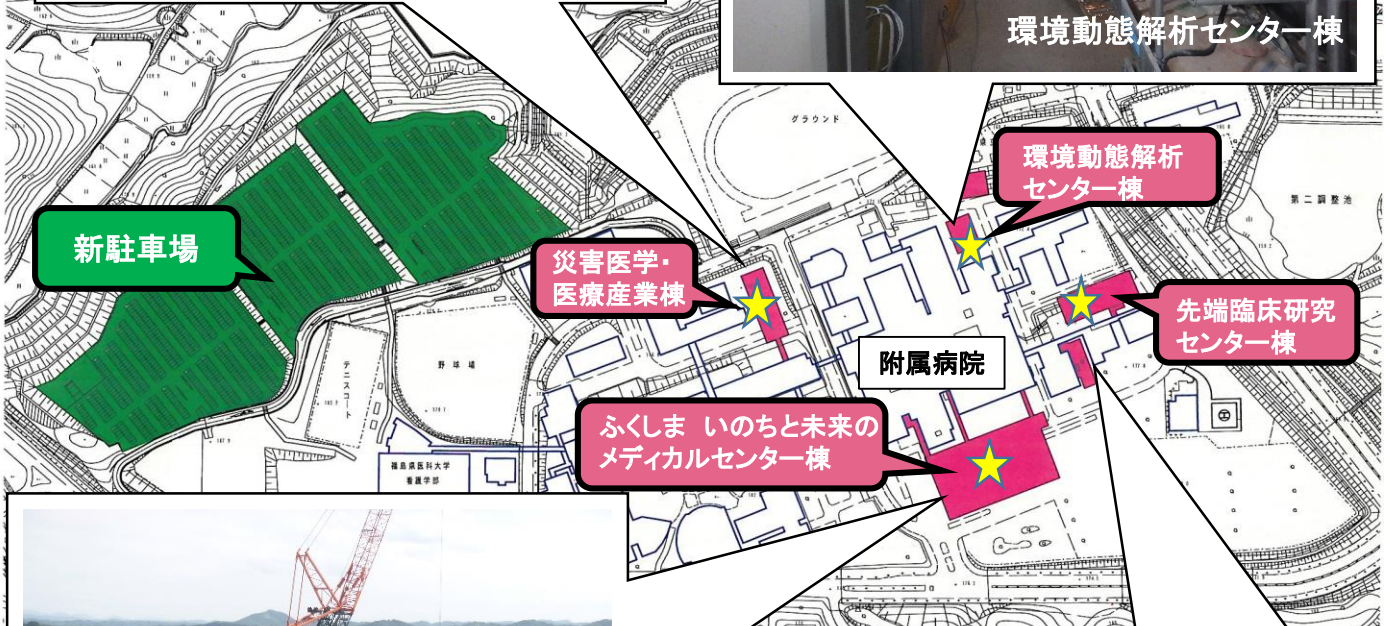 環境動態解析センター棟
グラウンド
環境動態解析
センター棟
第二調整池
新駐車場
災害医学・
医療産業棟
先端臨床研究
センター棟
附属病院
テニスコート
野球場
ふくしま いのちと未来の
メディカルセンター棟
福島県医科大学
看護学部